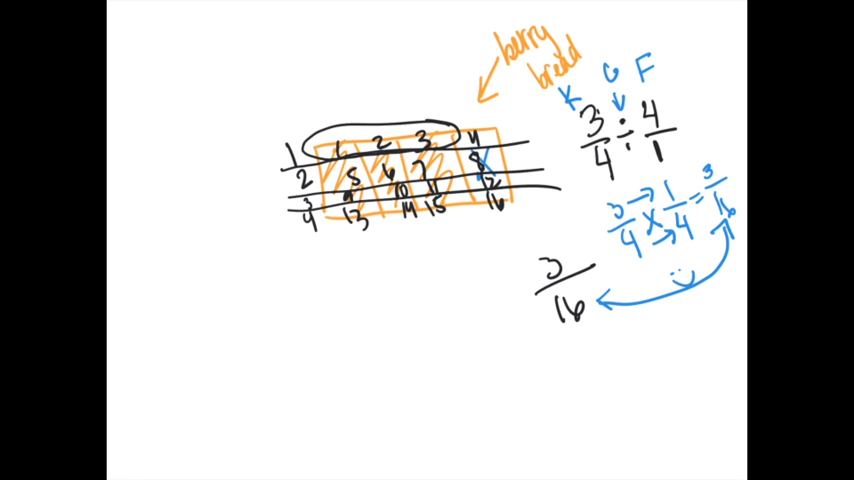 berry
bread
K C F
3/4 ÷ 4/1
1 1 2 3 4
2 5 6 7 8
3 9 10 11 12
4 13 14 15 16
3/4 x 1/4 = 3/16
3/16